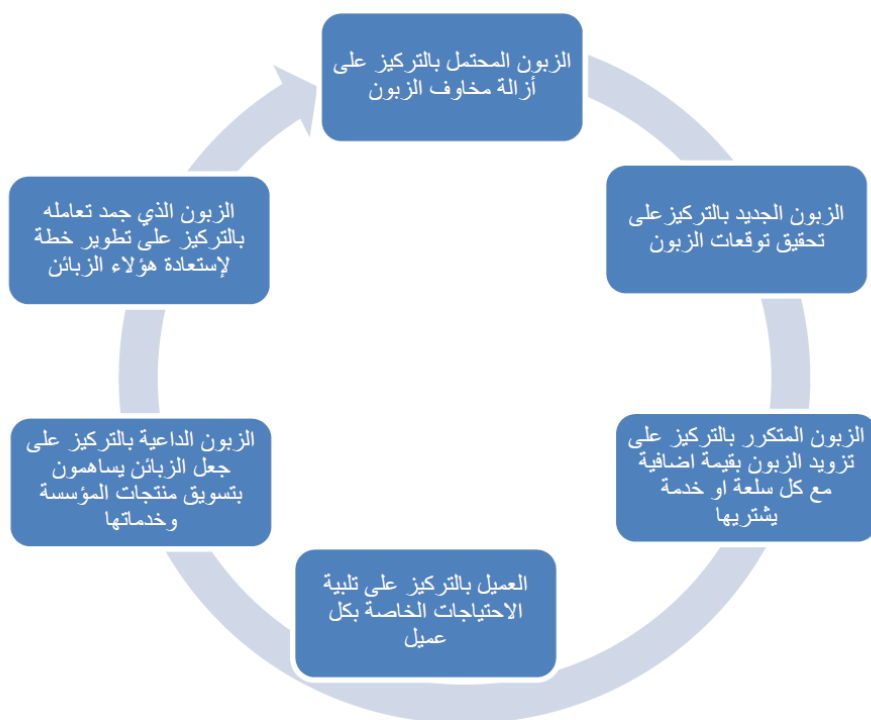 الزبون المحتمل بالتركيز على
أزالة مخاوف الزبون
الزبون الجديد بالتركيزعلى
تحقيق توقعات الزبون
الزبون المتكرر بالتركيز على
تزويد الزبون بقيمة اضافية
مع كل سلعة او خدمة
يشتريها
العميل بالتركيز على تلبية
الاحتياجات الخاصة بكل
عميل
الزبون الداعية بالتركيز على
جعل الزبائن يساهمون
بتسويق منتجات المؤسسة
وخدماتها
الزبون الذي جمد تعامله
بالتركيز على تطوير خطة
لإستعادة هؤلاء الزبائن